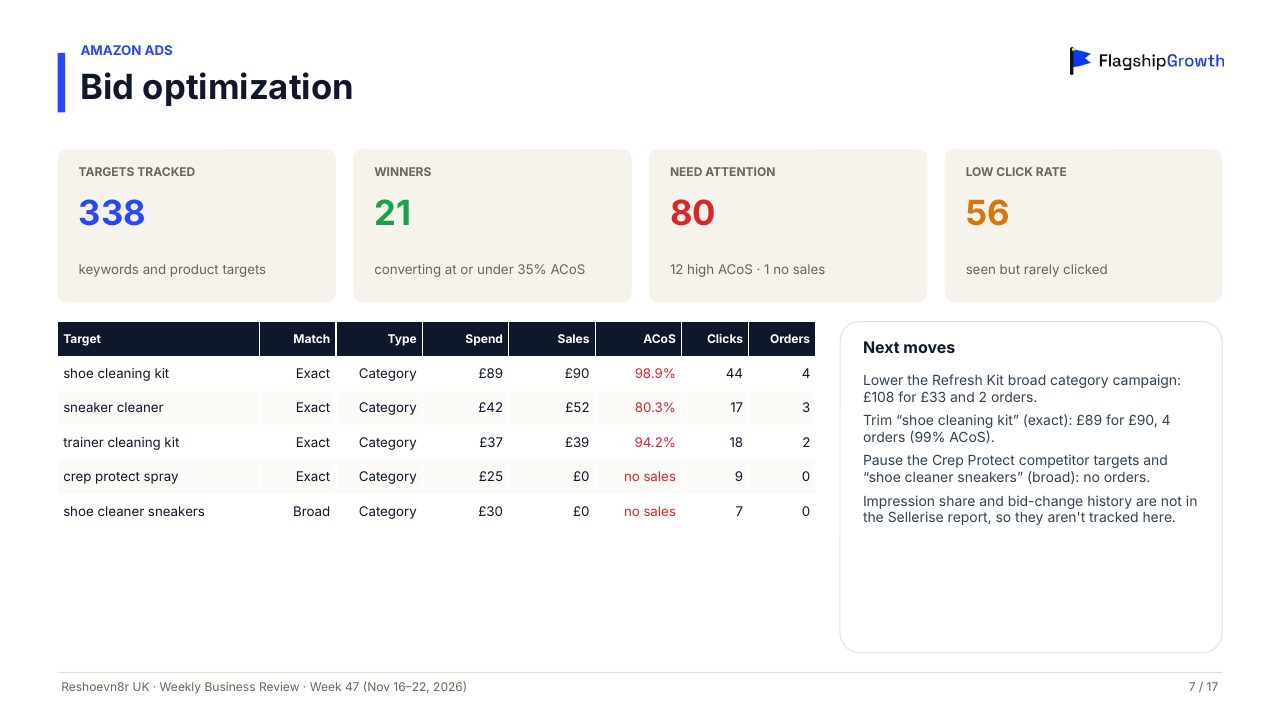 AMAZON ADS
Bid optimization
FlagshipGrowth
TARGETS TRACKED
338
keywords and product targets
WINNERS
21
converting at or under 35% ACoS
NEED ATTENTION
80
12 high ACoS · 1 no sales
LOW CLICK RATE
56
seen but rarely clicked
Target Match Type Spend Sales ACoS Clicks Orders
shoe cleaning kit Exact Category £89 £90 98.9% 44 4
sneaker cleaner Exact Category £42 £52 80.3% 17 3
trainer cleaning kit Exact Category £37 £39 94.2% 18 2
crep protect spray Exact Category £25 £0 no sales 9 0
shoe cleaner sneakers Broad Category £30 £0 no sales 7 0
Next moves
Lower the Refresh Kit broad category campaign:
£108 for £33 and 2 orders.
Trim “shoe cleaning kit” (exact): £89 for £90, 4
orders (99% ACoS).
Pause the Crep Protect competitor targets and
“shoe cleaner sneakers” (broad): no orders.
Impression share and bid-change history are not in
the Sellerise report, so they aren't tracked here.
Reshoevn8r UK · Weekly Business Review · Week 47 (Nov 16–22, 2026)
7 / 17